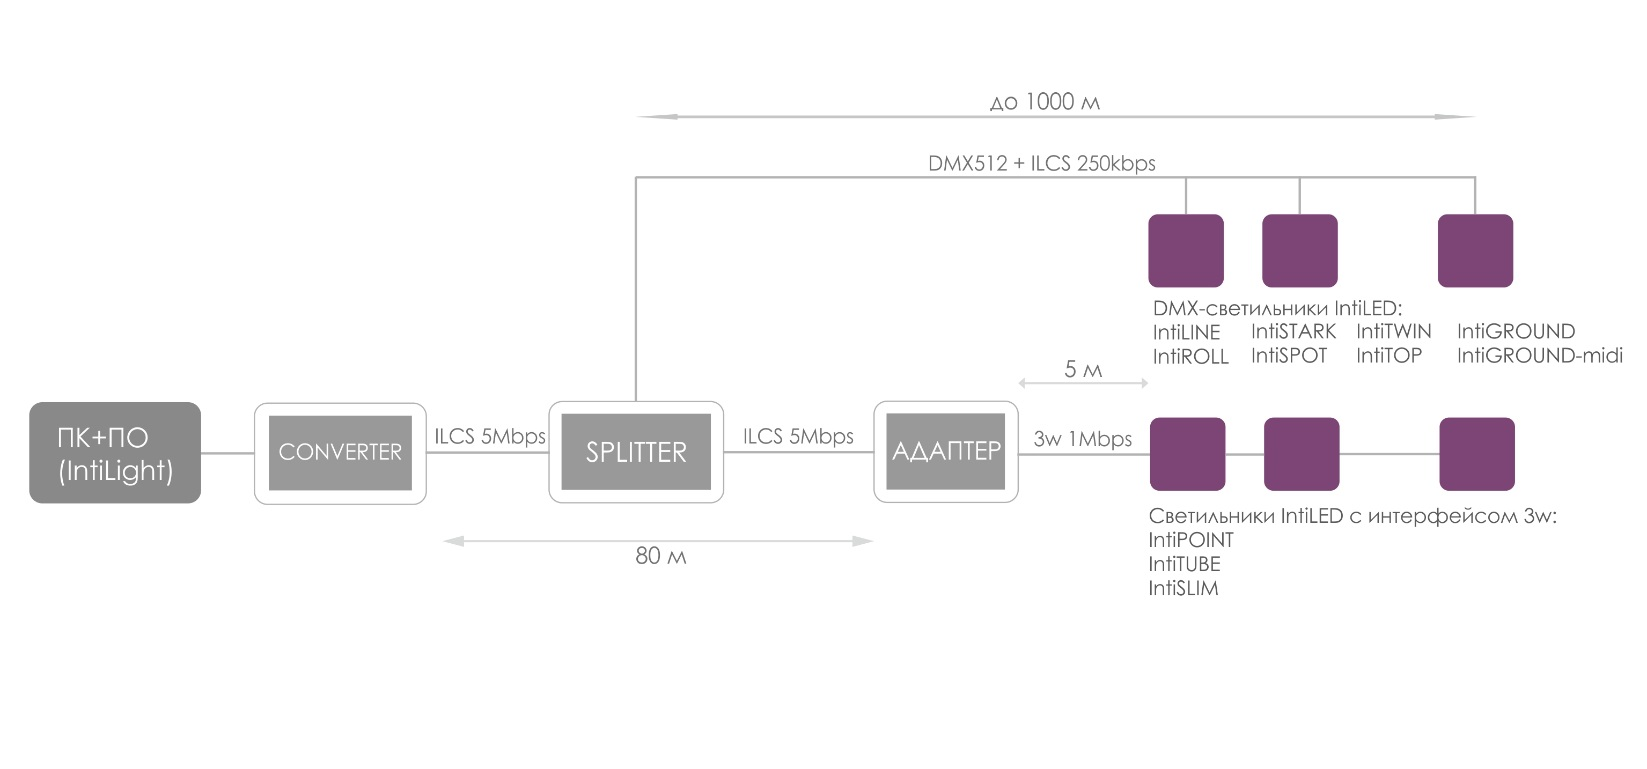 до 1000 м
DMX512 + ILCS 250kbps
DMX-светильники IntiLED:
IntiLINE IntiSTARK IntiTWIN IntiGROUND
IntiROLL IntiSPOT IntiTOP IntiGROUND-midi
5 м
ПК+ПО
(IntiLight)
CONVERTER
ILCS 5Mbps
SPLITTER
ILCS 5Mbps
АДАПТЕР
3w 1Mbps
80 м
Светильники IntiLED с интерфейсом 3w:
IntiPOINT
IntiTUBE
IntiSLIM